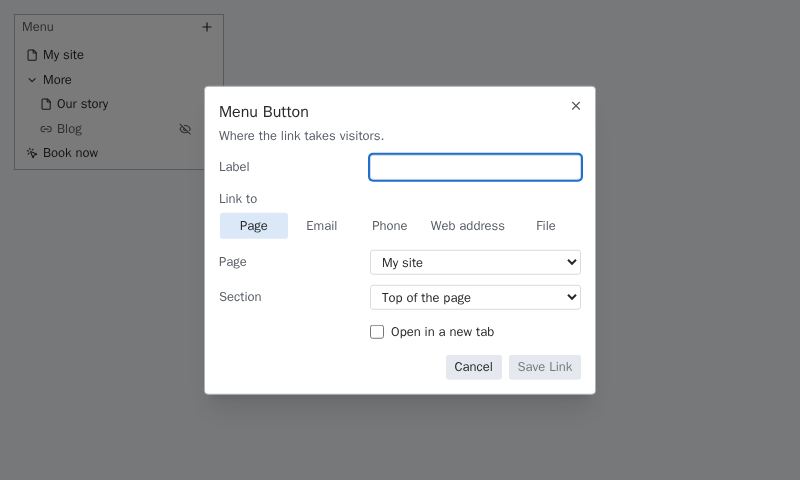 Menu
My site
More
Our story
Blog
Book now
Menu Button
Where the link takes visitors.
Label
Link to
Page Email Phone Web address File
Page My site
Section Top of the page
Open in a new tab
Cancel Save Link